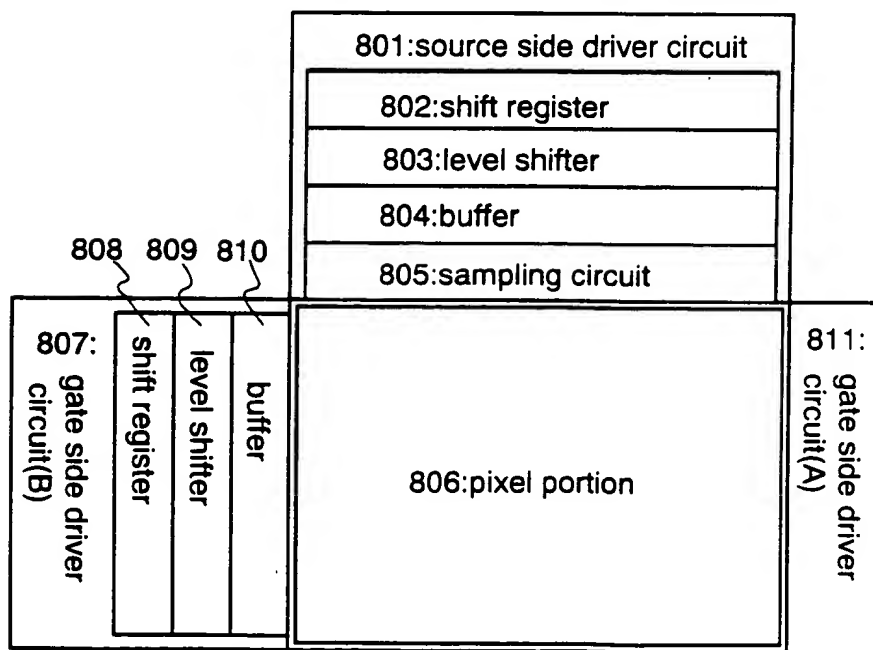 801:source side driver circuit
802:shift register
803:level shifter
804:buffer
805:sampling circuit
808
809
810
807:
gate side driver
circuit(B)
shift register
level shifter
buffer
806:pixel portion
811:
gate side driver
circuit(A)